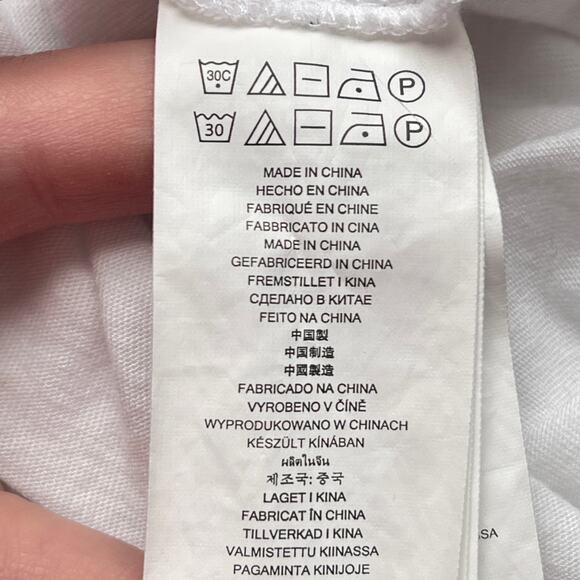 30C P
30 P
MADE IN CHINA
HECHO EN CHINA
FABRIQUÉ EN CHINE
FABBRICATO IN CINA
MADE IN CHINA
GEFABRICEERD IN CHINA
FREMSTILLET I KINA
СДЕЛАНО В КИТАЕ
FEITO NA CHINA
中国製
中国制造
中國製造
FABRICADO NA CHINA
VYROBENO V ČÍNĚ
WYPRODUKOWANO W CHINACH
KÉSZÜLT KÍNÁBAN
ผลิตในจีน
제조국: 중국
LAGET I KINA
FABRICAT ÎN CHINA
TILLVERKAD I KINA
VALMISTETTU KIINASSA
PAGAMINTA KINIJOJE